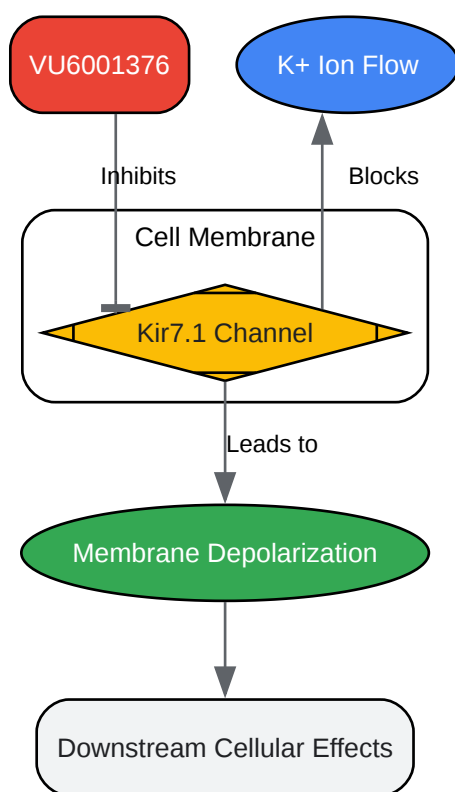 VU6001376
K+ Ion Flow
Inhibits
Blocks
Cell Membrane
Kir7.1 Channel
Leads to
Membrane Depolarization
Downstream Cellular Effects